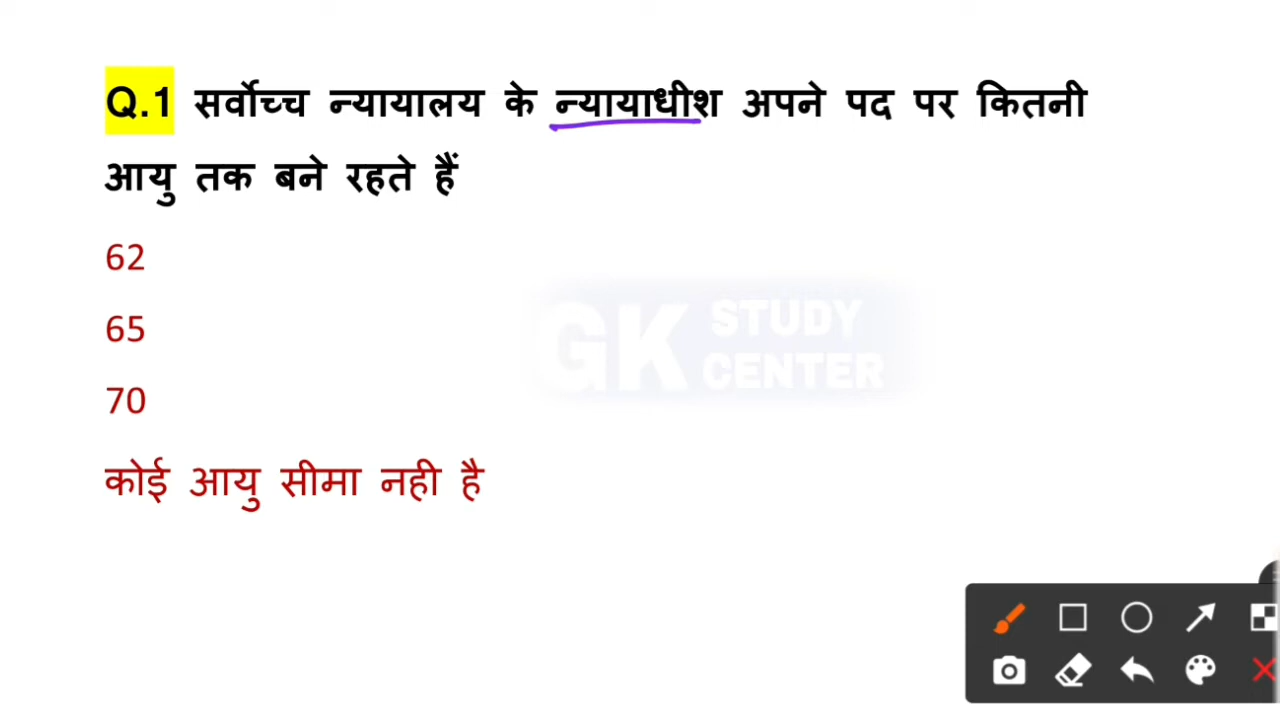 Q.1 सर्वोच्च न्यायालय के न्यायाधीश अपने पद पर कितनी
आयु तक बने रहते हैं
62
65
70
कोई आयु सीमा नही है
GK STUDY
CENTER